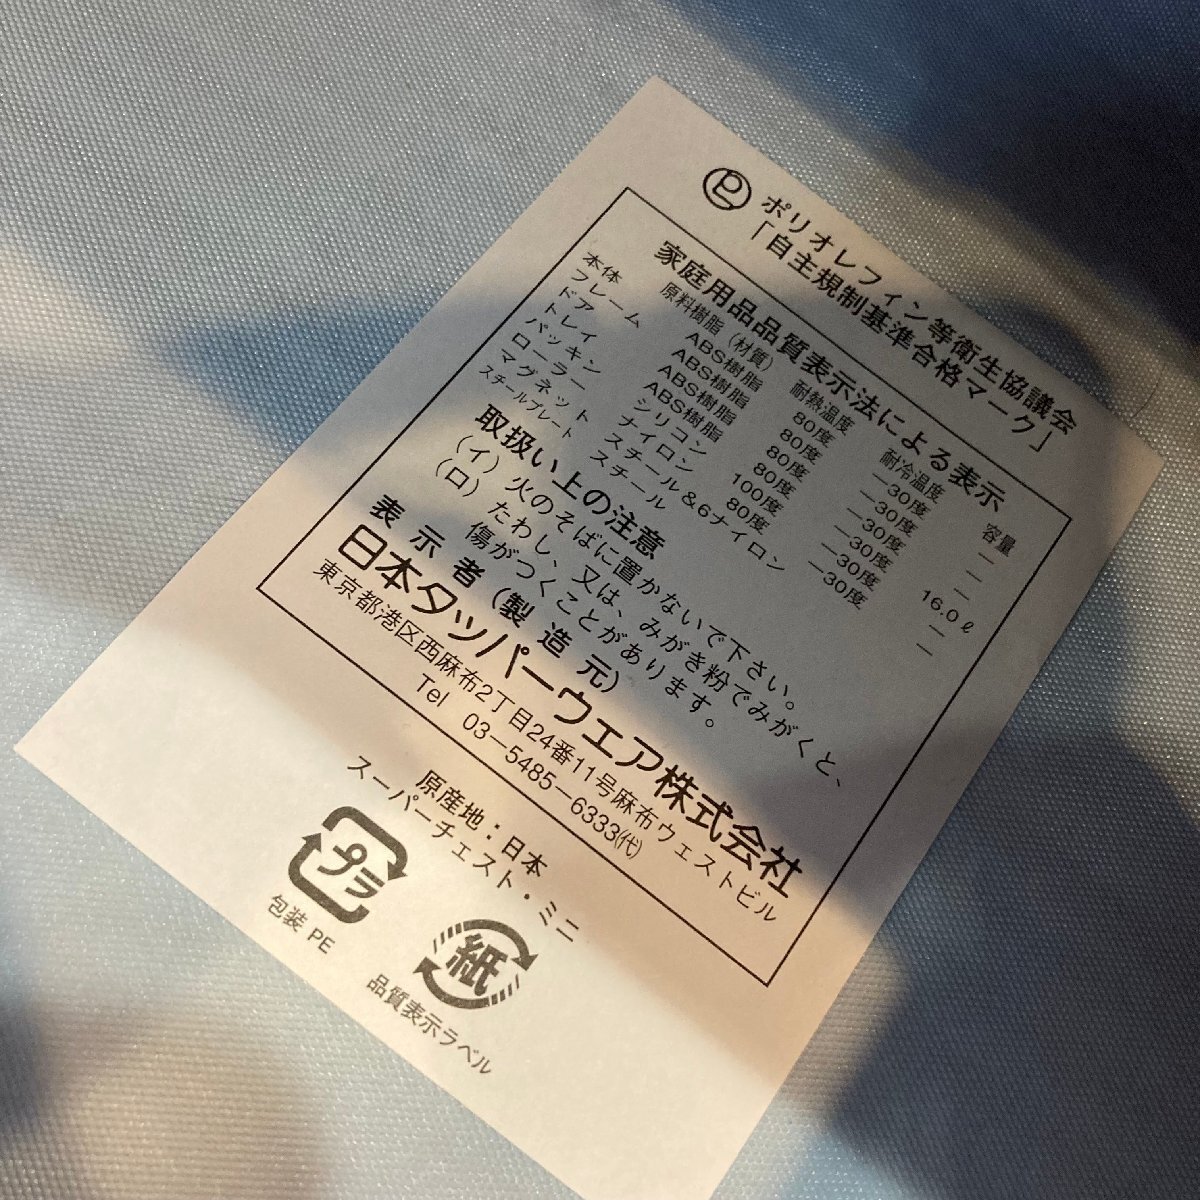 ポリオレフィン等衛生協議会
「自主規制基準合格マーク」
家庭用品品質表示法による表示
原料樹脂（材質） 耐熱温度 耐冷温度 容量
本体 ABS樹脂 80度 －30度 －
フレーム ABS樹脂 80度 －30度 －
ドア ABS樹脂 80度 －30度 －
トレイ ABS樹脂 80度 －30度 16.0ℓ
パッキン シリコン 100度 －30度 －
ローラー ナイロン 80度 －30度 －
マグネット スチール＆6ナイロン
スチールプレート スチール
取扱い上の注意
（イ）火のそばに置かないで下さい。
（ロ）たわし、又は、みがき粉でみがくと、
傷がつくことがあります。
表示者（製造元）
日本タッパーウェア株式会社
東京都港区西麻布2丁目24番11号麻布ウェストビル
Tel 03－5485－6333㈹
原産地：日本
スーパーチェスト・ミニ
プラ
包装 PE
紙
品質表示ラベル